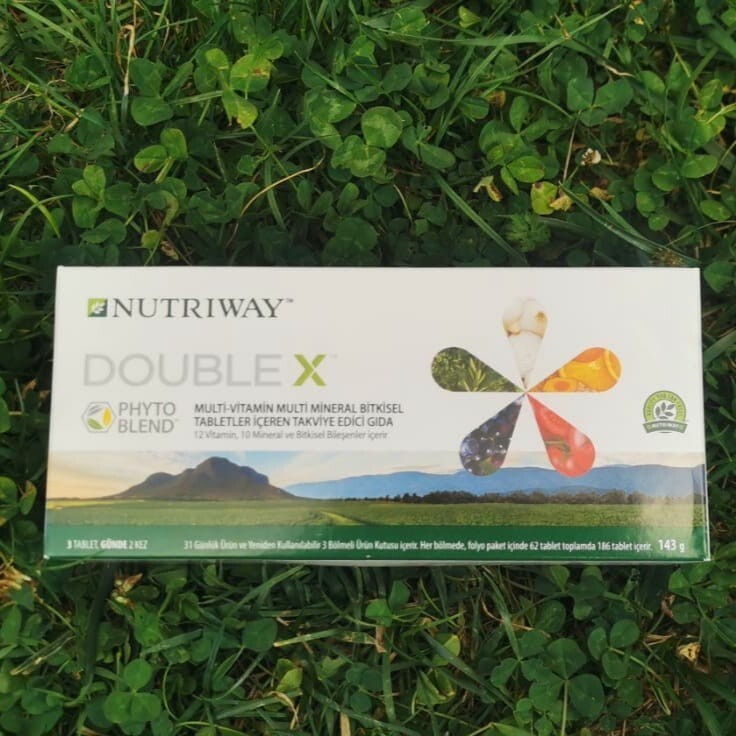 NUTRIWAY™
DOUBLE X™
PHYTO
BLEND™
MULTİ-VİTAMİN MULTİ MİNERAL BİTKİSEL
TABLETLER İÇEREN TAKVİYE EDİCİ GIDA
12 Vitamin, 10 Mineral ve Bitkisel Bileşenler içerir
NUTRIWAY
3 TABLET, GÜNDE 2 KEZ
31 Günlük Ürün ve Yeniden Kullanılabilir 3 Bölmeli Ürün Kutusu içerir. Her bölmede, folyo paket içinde 62 tablet toplamda 186 tablet içerir. 143 g